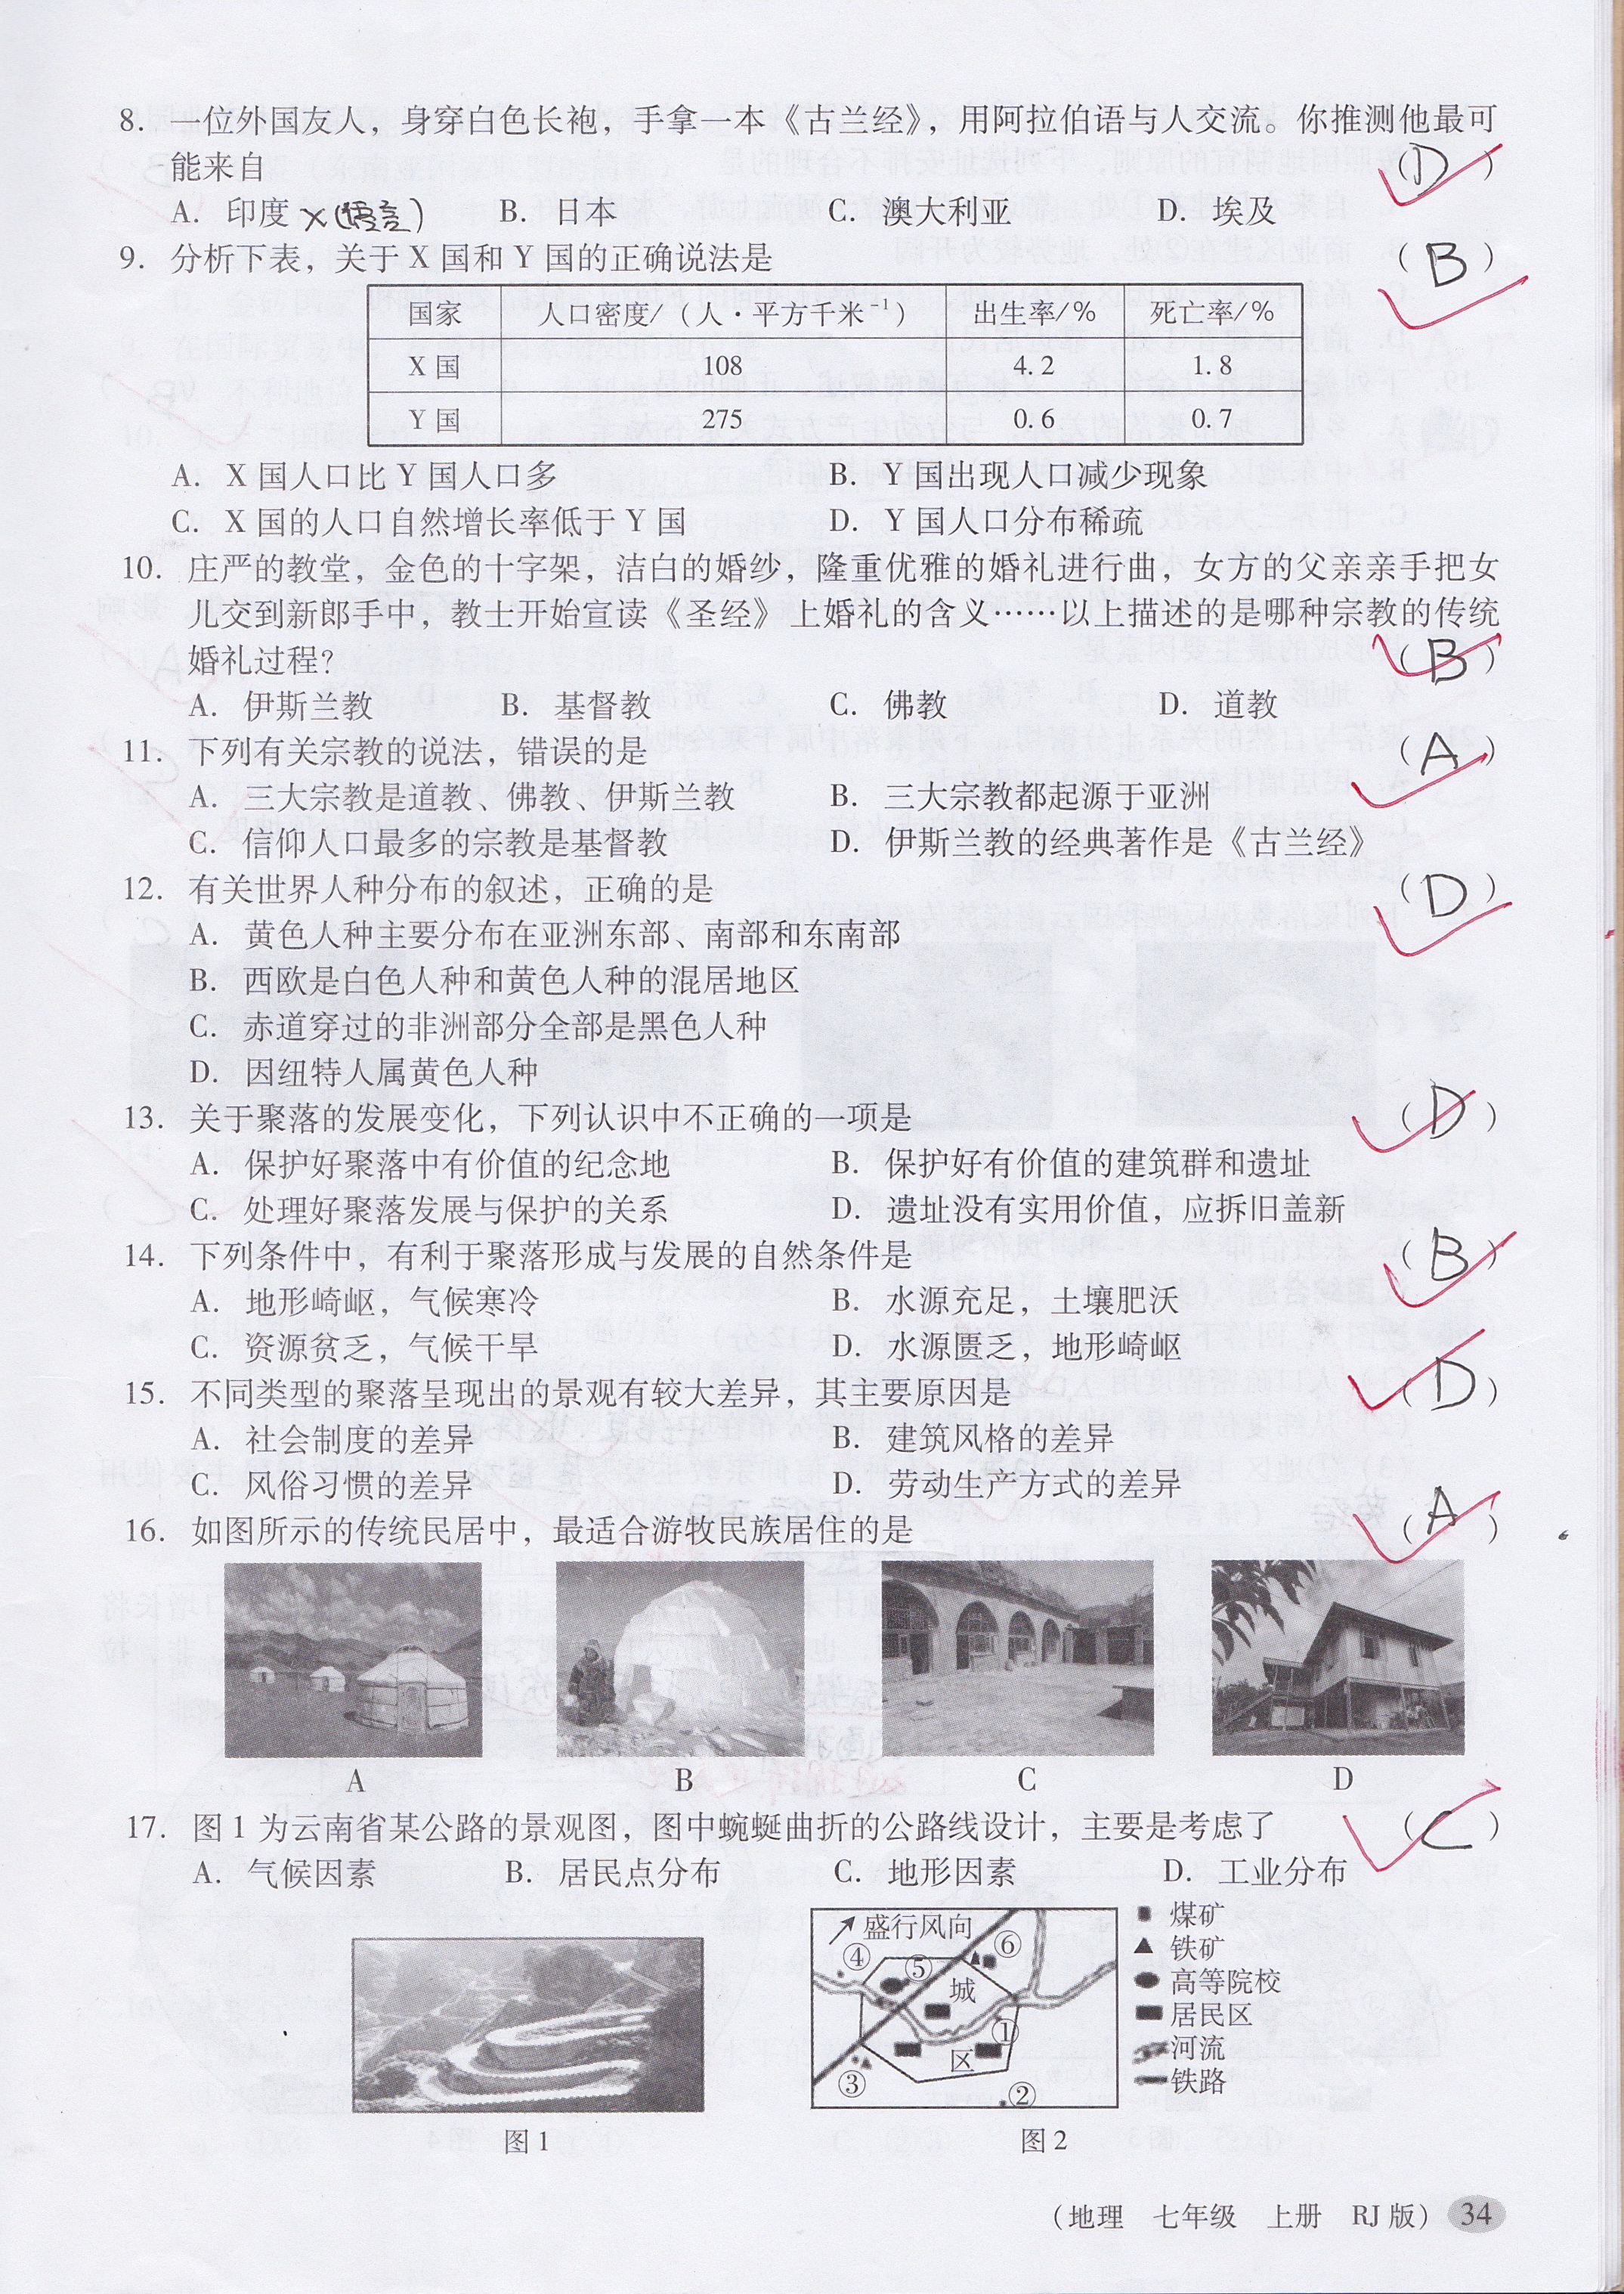 8. 一位外国友人，身穿白色长袍，手拿一本《古兰经》，用阿拉伯语与人交流。你推测他最可
能来自 (D)
A. 印度 X(语言) B. 日本 C. 澳大利亚 D. 埃及
9. 分析下表，关于 X 国和 Y 国的正确说法是 (B)
国家 人口密度/（人·平方千米⁻¹） 出生率/% 死亡率/%
X 国 108 4.2 1.8
Y 国 275 0.6 0.7
A. X 国人口比 Y 国人口多 B. Y 国出现人口减少现象
C. X 国的人口自然增长率低于 Y 国 D. Y 国人口分布稀疏
10. 庄严的教堂，金色的十字架，洁白的婚纱，隆重优雅的婚礼进行曲，女方的父亲亲手把女
儿交到新郎手中，教士开始宣读《圣经》上婚礼的含义……以上描述的是哪种宗教的传统
婚礼过程？ (B)
A. 伊斯兰教 B. 基督教 C. 佛教 D. 道教
11. 下列有关宗教的说法，错误的是 (A)
A. 三大宗教是道教、佛教、伊斯兰教 B. 三大宗教都起源于亚洲
C. 信仰人口最多的宗教是基督教 D. 伊斯兰教的经典著作是《古兰经》
12. 有关世界人种分布的叙述，正确的是 (D)
A. 黄色人种主要分布在亚洲东部、南部和东南部
B. 西欧是白色人种和黄色人种的混居地区
C. 赤道穿过的非洲部分全部是黑色人种
D. 因纽特人属黄色人种
13. 关于聚落的发展变化，下列认识中不正确的一项是 (D)
A. 保护好聚落中有价值的纪念地 B. 保护好有价值的建筑群和遗址
C. 处理好聚落发展与保护的关系 D. 遗址没有实用价值，应拆旧盖新
14. 下列条件中，有利于聚落形成与发展的自然条件是 (B)
A. 地形崎岖，气候寒冷 B. 水源充足，土壤肥沃
C. 资源贫乏，气候干旱 D. 水源匮乏，地形崎岖
15. 不同类型的聚落呈现出的景观有较大差异，其主要原因是 (D)
A. 社会制度的差异 B. 建筑风格的差异
C. 风俗习惯的差异 D. 劳动生产方式的差异
16. 如图所示的传统民居中，最适合游牧民族居住的是 (A)
A B C D
17. 图 1 为云南省某公路的景观图，图中蜿蜒曲折的公路线设计，主要是考虑了 (C)
A. 气候因素 B. 居民点分布 C. 地形因素 D. 工业分布
盛行风向
④ ⑤ ⑥
城
①
区
③
②
煤矿
铁矿
高等院校
居民区
河流
铁路
图 1 图 2
（地理 七年级 上册 RJ 版） 34